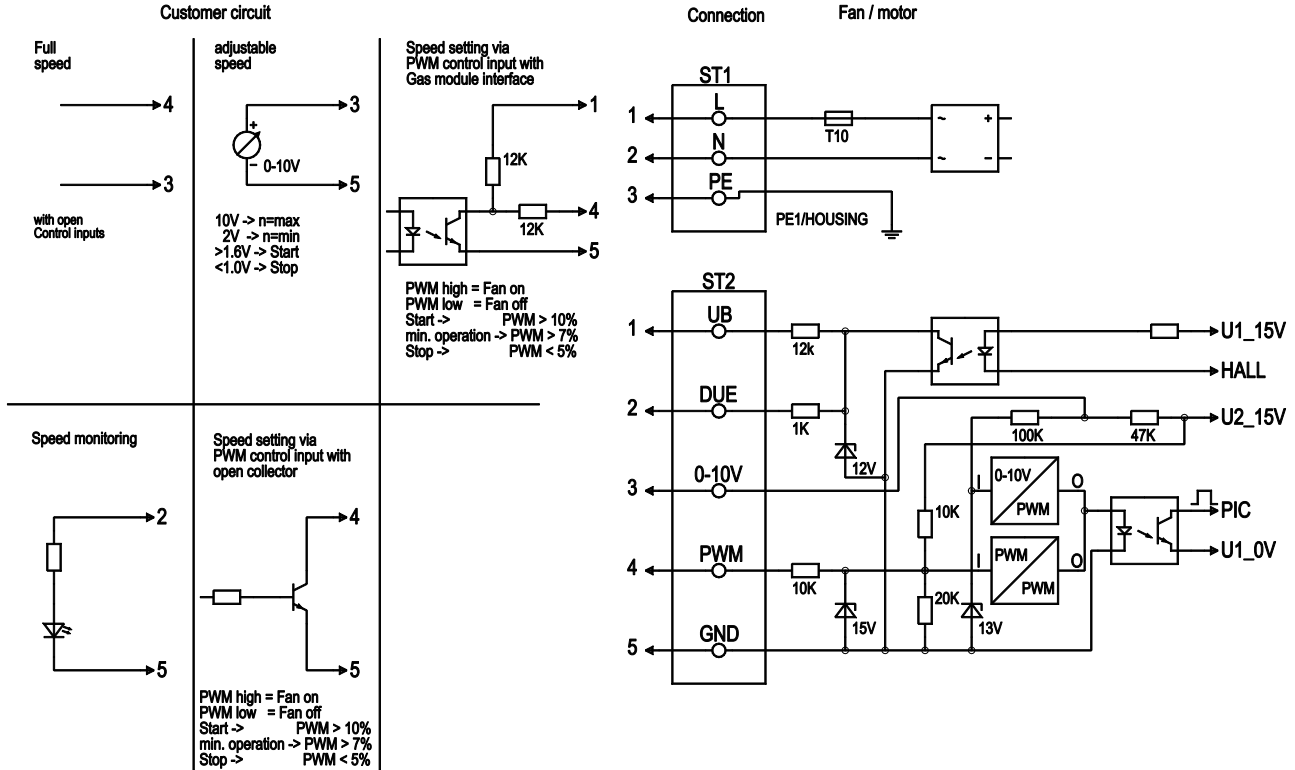 Customer circuit
Connection
Fan / motor
Full
speed
4
3
with open
Control inputs
adjustable
speed
3
+
− 0-10V
5
10V -> n=max
2V -> n=min
>1.6V -> Start
<1.0V -> Stop
Speed setting via
PWM control input with
Gas module interface
1
12K
4
12K
5
PWM high = Fan on
PWM low = Fan off
Start -> PWM > 10%
min. operation -> PWM > 7%
Stop -> PWM < 5%
Speed monitoring
2
5
Speed setting via
PWM control input with
open collector
4
5
PWM high = Fan on
PWM low = Fan off
Start -> PWM > 10%
min. operation -> PWM > 7%
Stop -> PWM < 5%
ST1
1 L
T10
~ +
2 N
~ −
3 PE
PE1/HOUSING
ST2
1 UB
12k
U1_15V
HALL
2 DUE
1K
100K
47K
U2_15V
12V
3 0-10V
I
0-10V
PWM
O
10K
PIC
U1_0V
4 PWM
10K
I
PWM
PWM
O
20K
15V
13V
5 GND